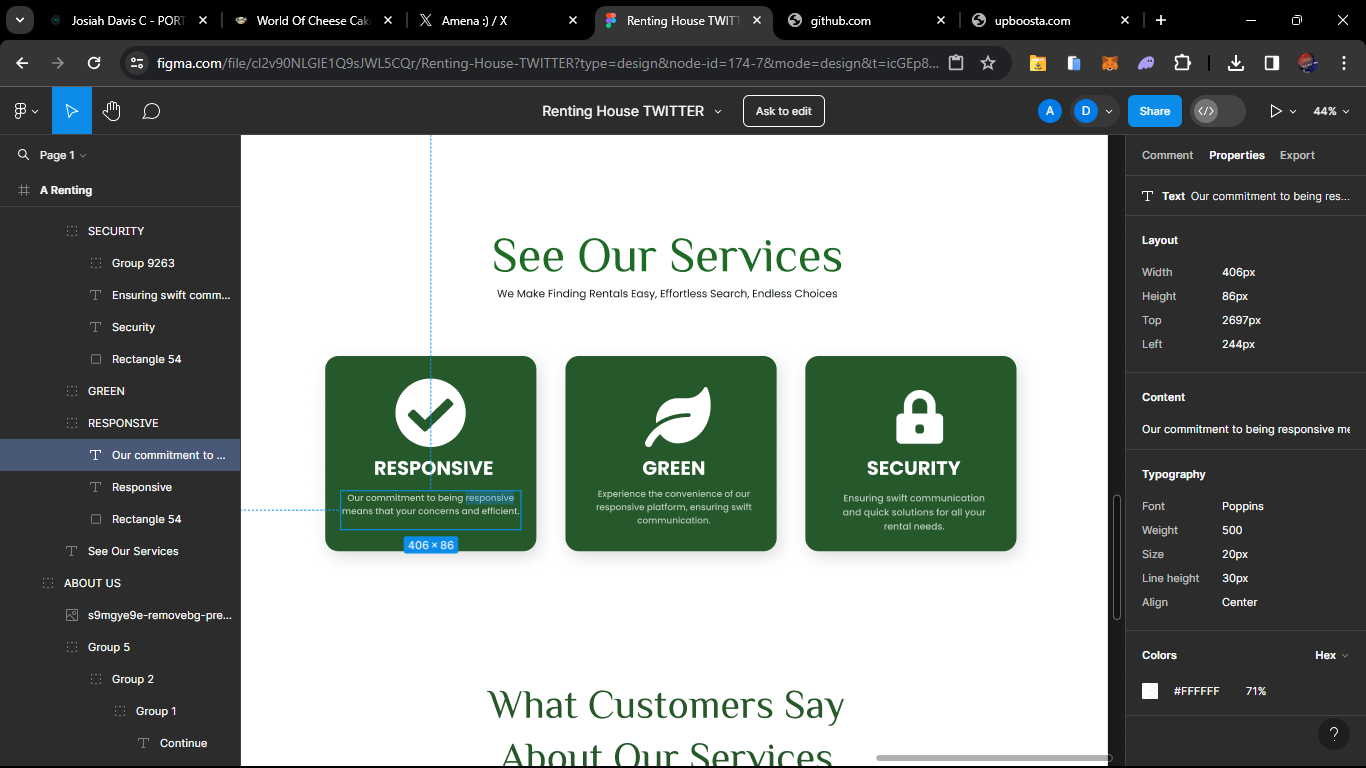 Josiah Davis C - PORT
World Of Cheese Cak
Amena :) / X
Renting House TWITT
github.com
upboosta.com
figma.com/file/cl2v90NLGlE1Q9sJWL5CQr/Renting-House-TWITTER?type=design&node-id=174-7&mode=design&t=icGEp8...
Renting House TWITTER
Ask to edit
A
D
Share
44%
Page 1
A Renting
SECURITY
Group 9263
Ensuring swift comm...
Security
Rectangle 54
GREEN
RESPONSIVE
Our commitment to ...
Responsive
Rectangle 54
See Our Services
ABOUT US
s9mgye9e-removebg-pre...
Group 5
Group 2
Group 1
Continue
See Our Services
We Make Finding Rentals Easy, Effortless Search, Endless Choices
RESPONSIVE
Our commitment to being responsive
means that your concerns and efficient.
406 × 86
GREEN
Experience the convenience of our
responsive platform, ensuring swift
communication.
SECURITY
Ensuring swift communication
and quick solutions for all your
rental needs.
What Customers Say
About Our Services
Comment Properties Export
Text Our commitment to being res...
Layout
Width 406px
Height 86px
Top 2697px
Left 244px
Content
Our commitment to being responsive me
Typography
Font Poppins
Weight 500
Size 20px
Line height 30px
Align Center
Colors Hex
#FFFFFF 71%
?